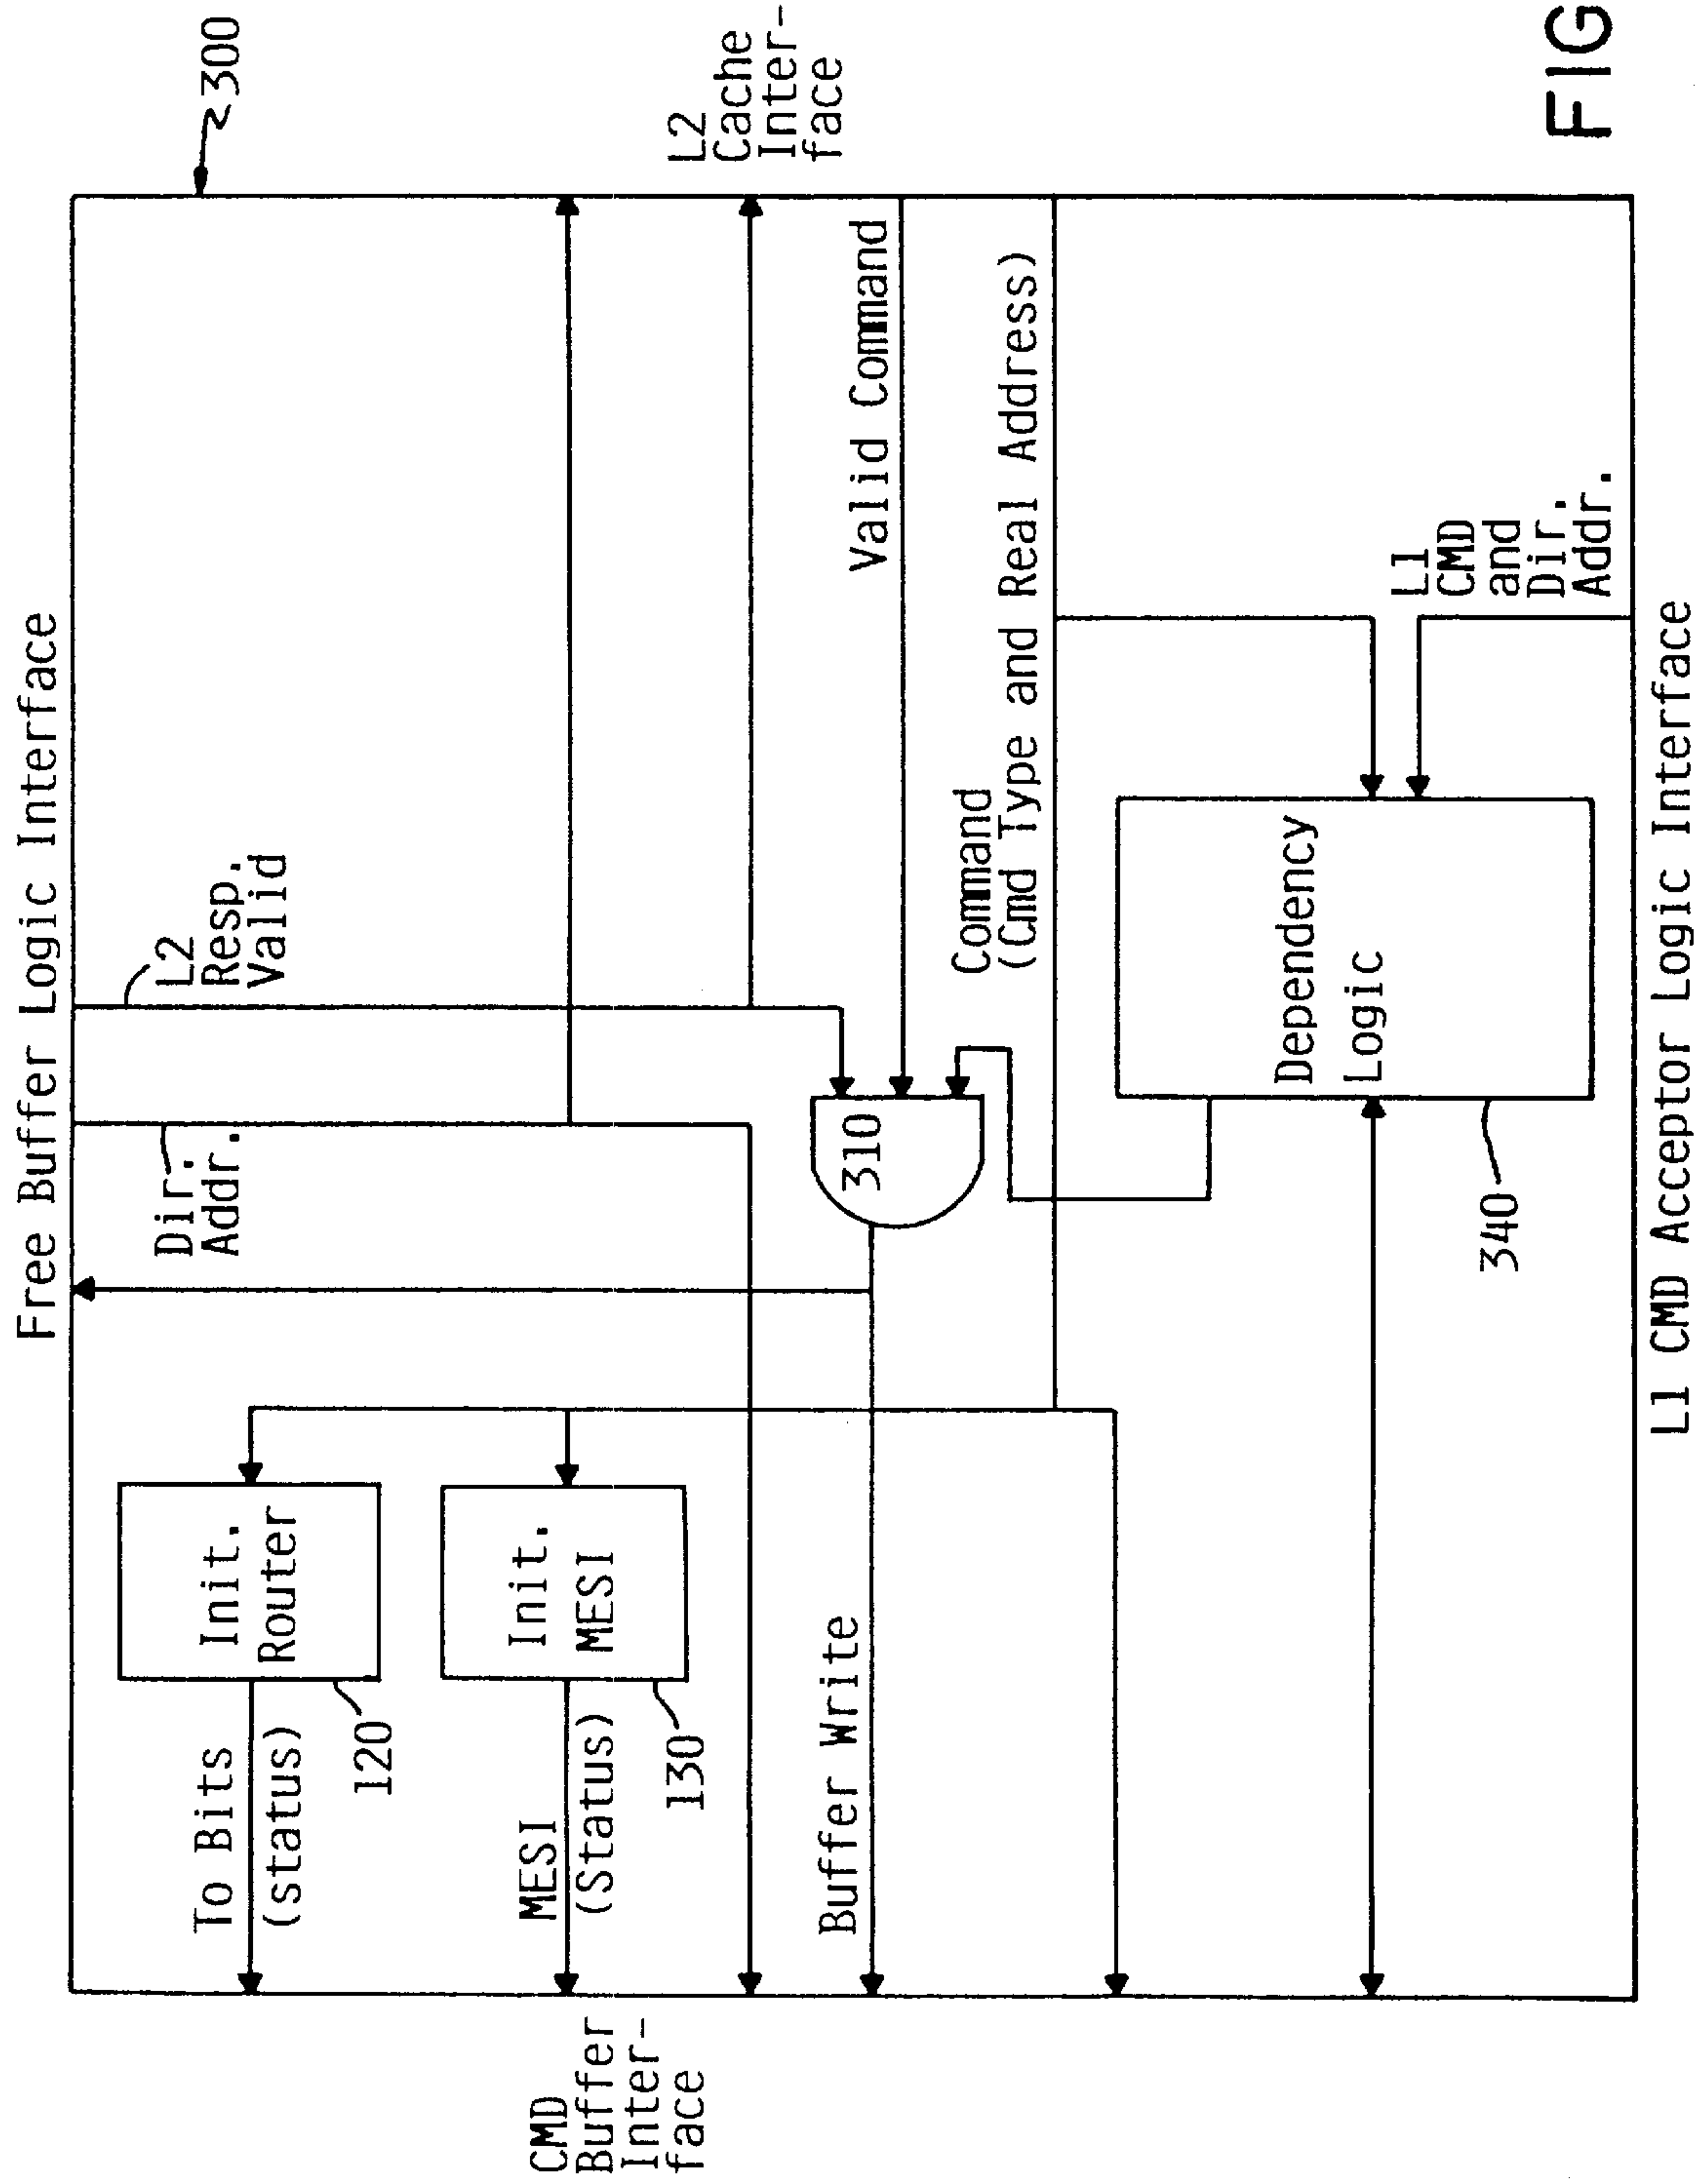 Free Buffer Logic Interface
300
L2
Resp.
Valid
Dir.
Addr.
Init.
Router
To Bits
(status)
120
Init.
MESI
MESI
(Status)
130
CMD
Buffer
Inter-
face
L2
Cache
Inter-
face
Buffer Write
310
Valid Command
Command
(Cmd Type and Real Address)
Dependency
Logic
340
L1
CMD
and
Dir.
Addr.
L1 CMD Acceptor Logic Interface
FIG